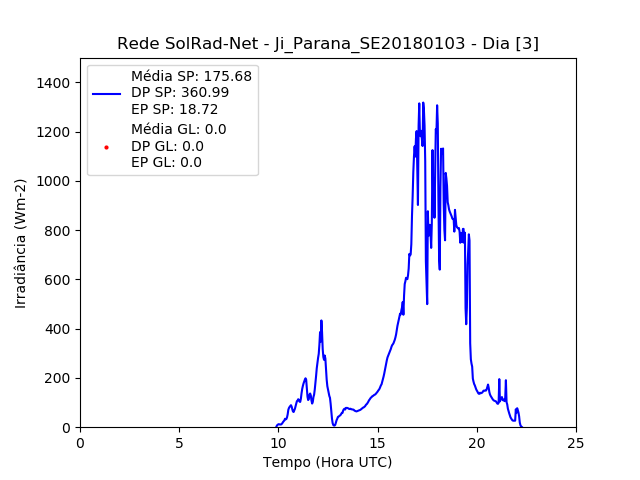 Rede SolRad-Net - Ji_Parana_SE20180103 - Dia [3]
Média SP: 175.68
DP SP: 360.99
EP SP: 18.72
Média GL: 0.0
DP GL: 0.0
EP GL: 0.0
Irradiância (Wm-2)
1400
1200
1000
800
600
400
200
0
0 5 10 15 20 25
Tempo (Hora UTC)